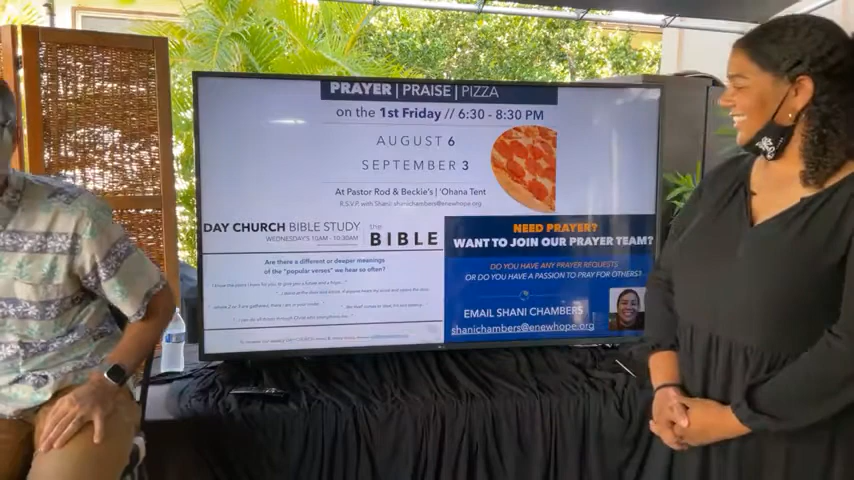 PRAYER | PRAISE | PIZZA
on the 1st Friday // 6:30 - 8:30 PM
AUGUST 6
SEPTEMBER 3
At Pastor Rod & Beckie's | 'Ohana Tent
R.S.V.P. with Shani: shanichambers@enewhope.org
DAY CHURCH BIBLE STUDY
WEDNESDAY'S 10AM - 10:30AM
the
BIBLE
Are there a different or deeper meanings
of the "popular verses" we hear so often?
NEED PRAYER?
WANT TO JOIN OUR PRAYER TEAM?
DO YOU HAVE ANY PRAYER REQUESTS
OR DO YOU HAVE A PASSION TO PRAY FOR OTHERS?
EMAIL SHANI CHAMBERS
shanichambers@enewhope.org